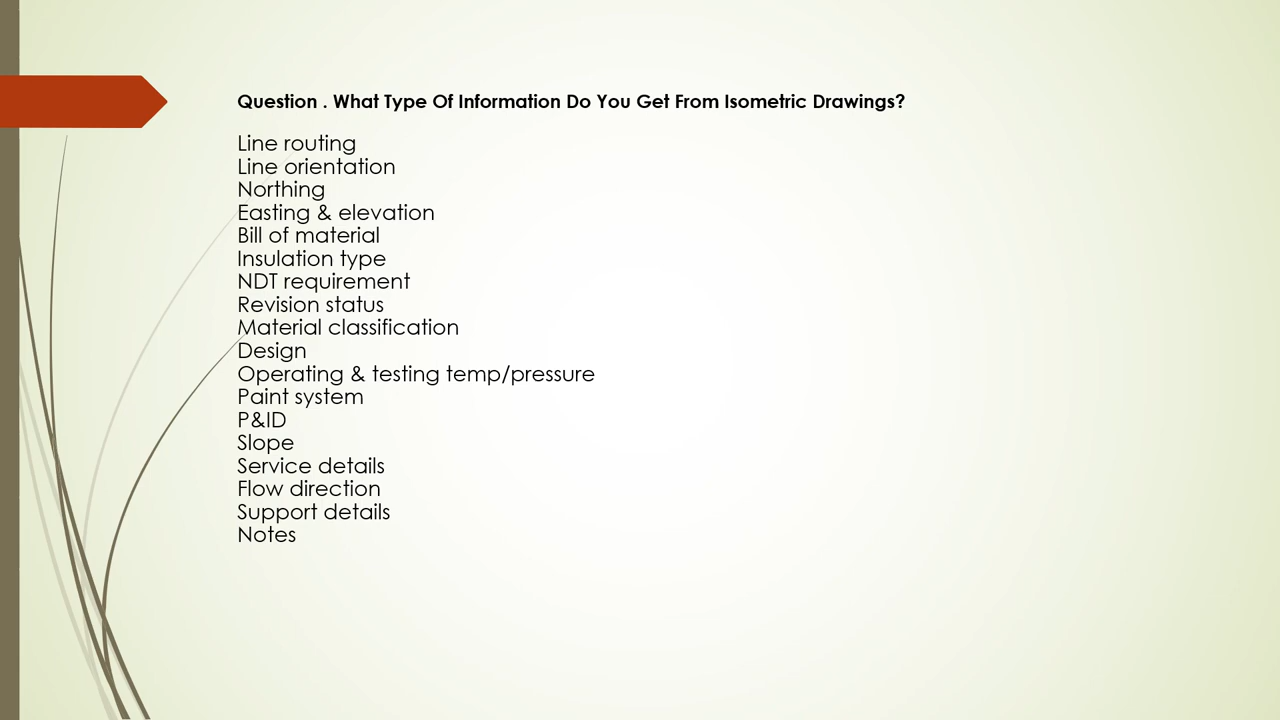 Question . What Type Of Information Do You Get From Isometric Drawings?
Line routing
Line orientation
Northing
Easting & elevation
Bill of material
Insulation type
NDT requirement
Revision status
Material classification
Design
Operating & testing temp/pressure
Paint system
P&ID
Slope
Service details
Flow direction
Support details
Notes